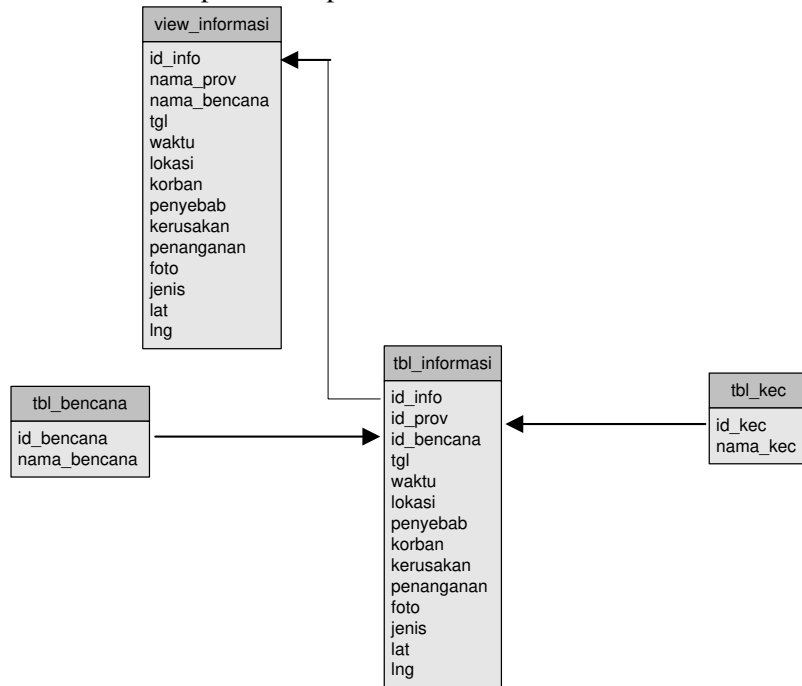 view_informasi
id_info
nama_prov
nama_bencana
tgl
waktu
lokasi
korban
penyebab
kerusakan
penanganan
foto
jenis
lat
lng
tbl_bencana
id_bencana
nama_bencana
tbl_informasi
id_info
id_prov
id_bencana
tgl
waktu
lokasi
penyebab
korban
kerusakan
penanganan
foto
jenis
lat
lng
tbl_kec
id_kec
nama_kec